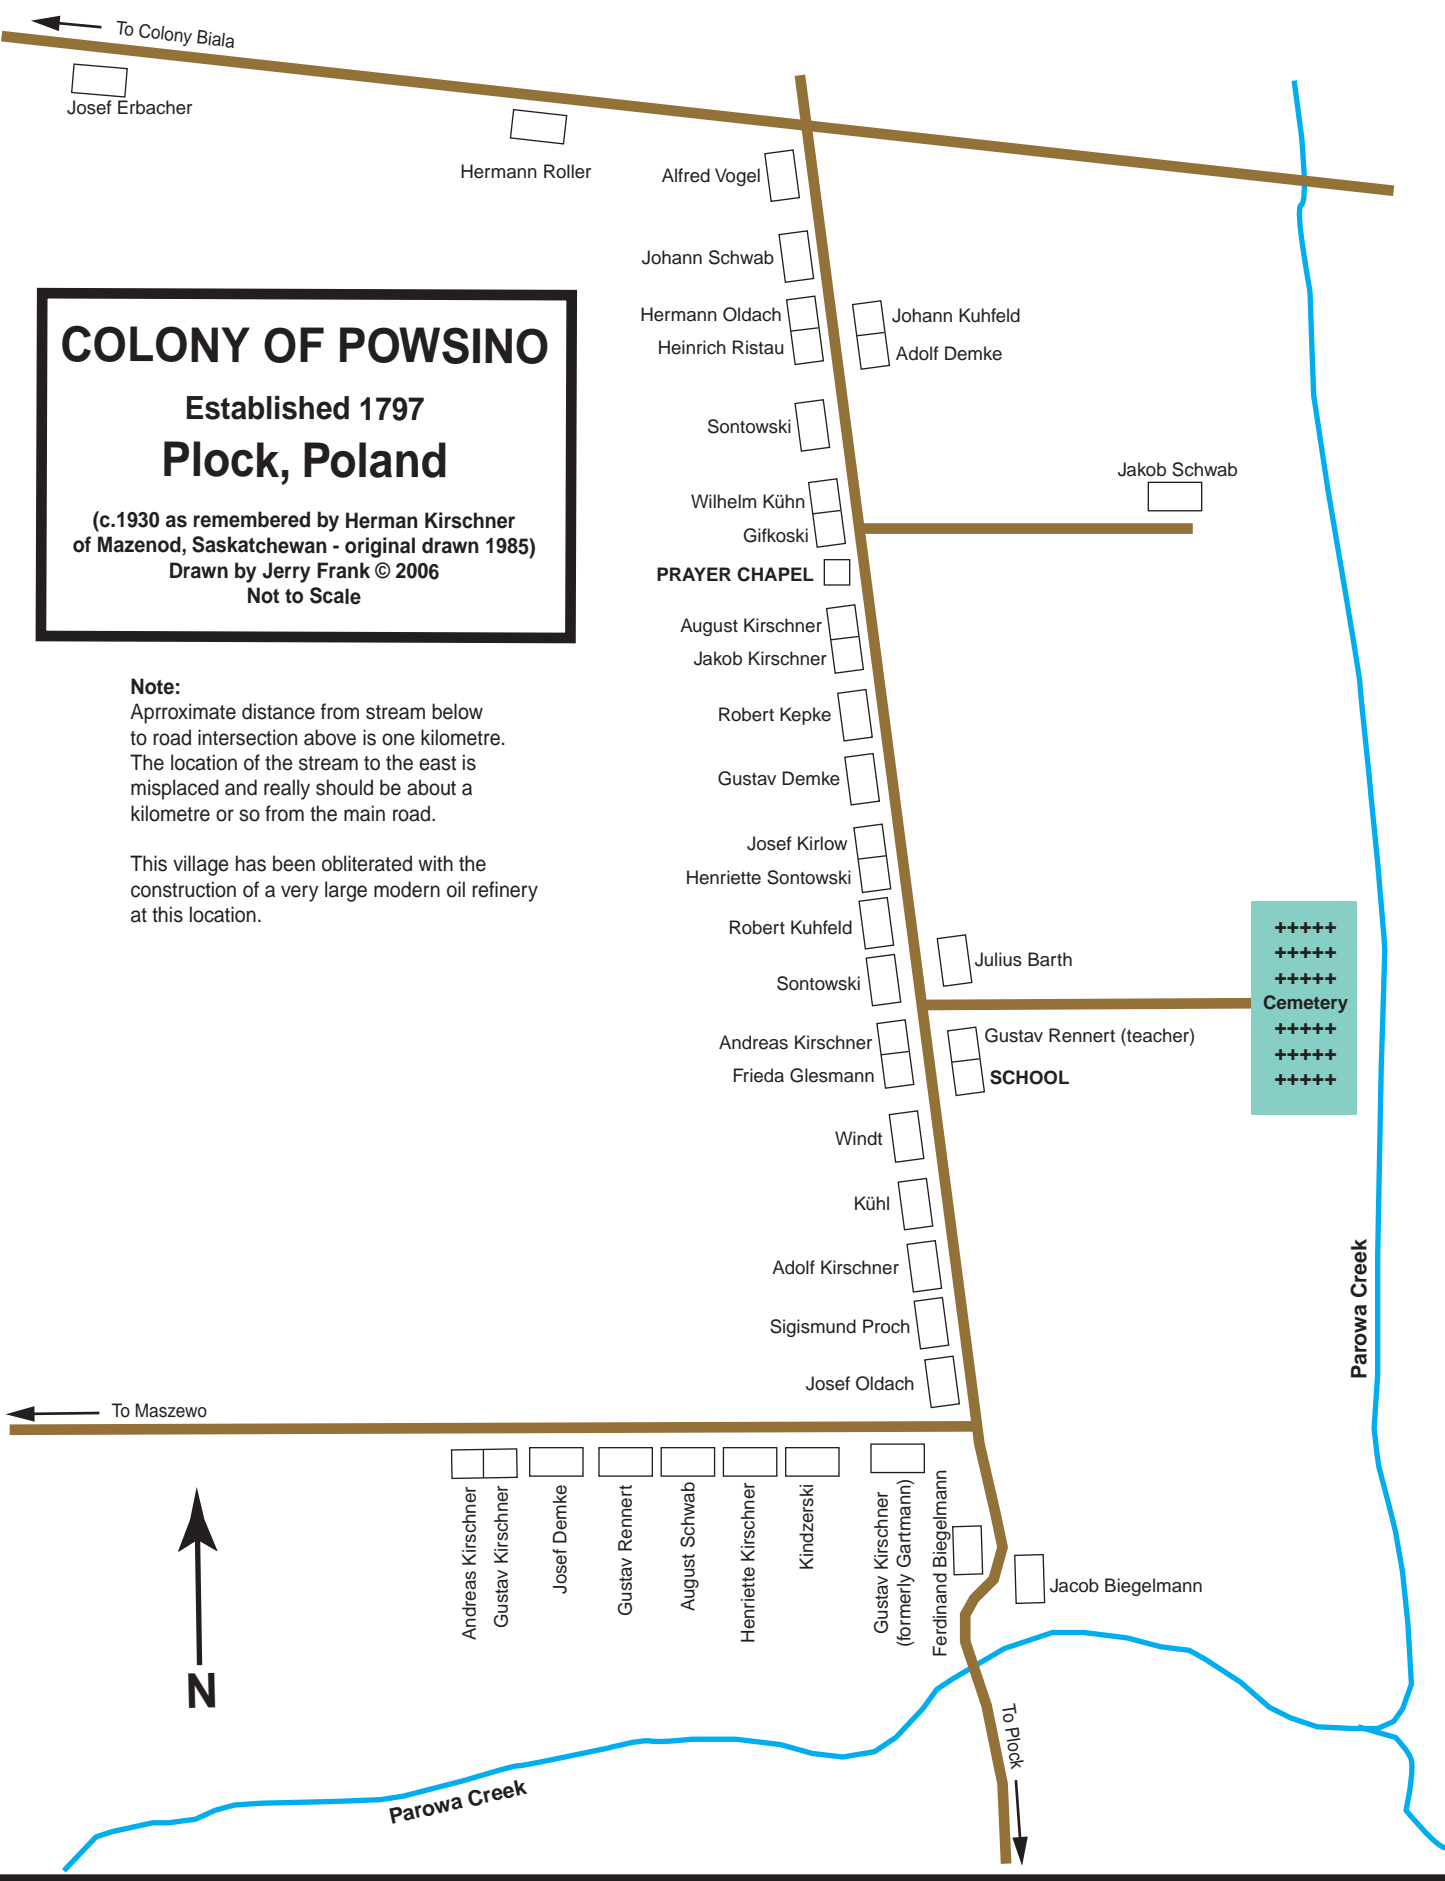 To Colony Biala
Josef Erbacher
Hermann Roller
Alfred Vogel
Johann Schwab
Hermann Oldach
Heinrich Ristau
Johann Kuhfeld
Adolf Demke
COLONY OF POWSINO
Established 1797
Plock, Poland
(c.1930 as remembered by Herman Kirschner
of Mazenod, Saskatchewan - original drawn 1985)
Drawn by Jerry Frank © 2006
Not to Scale
Sontowski
Jakob Schwab
Wilhelm Kühn
Gifkoski
PRAYER CHAPEL
August Kirschner
Jakob Kirschner
Note:
Aprroximate distance from stream below
to road intersection above is one kilometre.
The location of the stream to the east is
misplaced and really should be about a
kilometre or so from the main road.
This village has been obliterated with the
construction of a very large modern oil refinery
at this location.
Robert Kepke
Gustav Demke
Josef Kirlow
Henriette Sontowski
Robert Kuhfeld
Julius Barth
Sontowski
+++++
+++++
+++++
Cemetery
+++++
+++++
+++++
Andreas Kirschner
Frieda Glesmann
Gustav Rennert (teacher)
SCHOOL
Windt
Kühl
Adolf Kirschner
Sigismund Proch
Josef Oldach
Parowa Creek
To Maszewo
Andreas Kirschner
Gustav Kirschner
Josef Demke
Gustav Rennert
August Schwab
Henriette Kirschner
Kindzerski
Gustav Kirschner
(formerly Gartmann)
Ferdinand Biegelmann
Jacob Biegelmann
N
To Plock
Parowa Creek